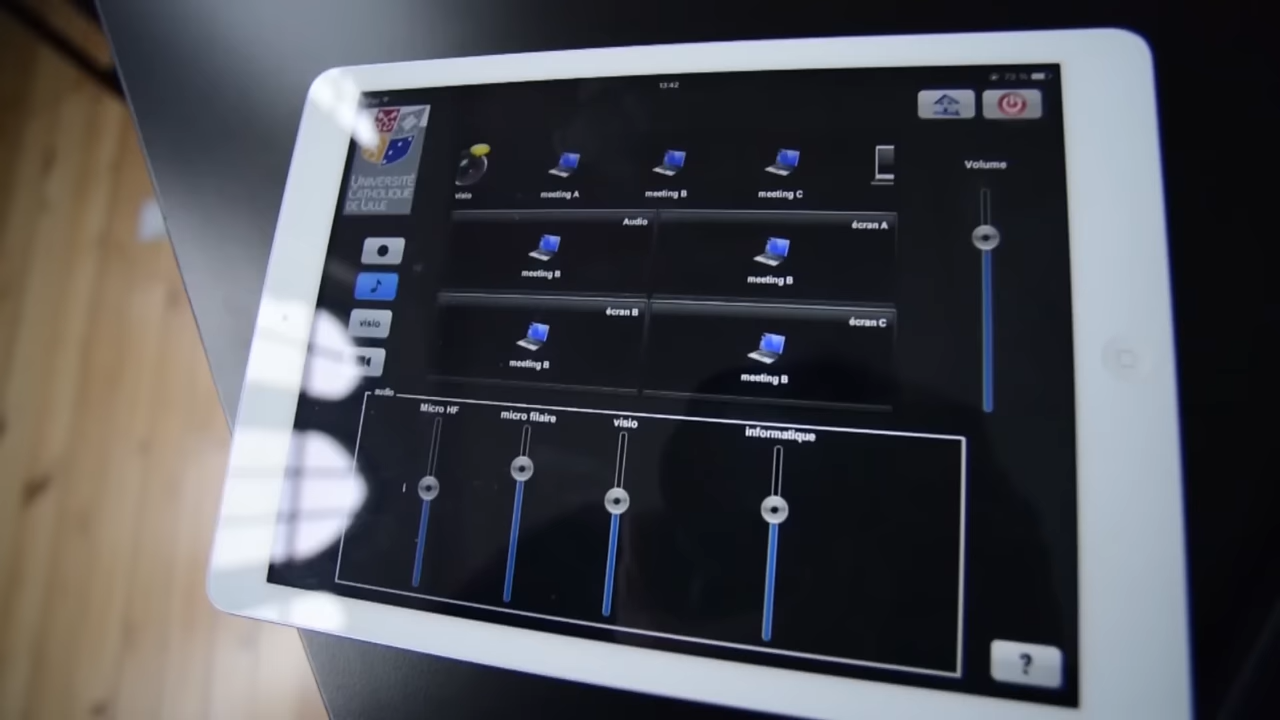 13:42
73 %
UNIVERSITÉ
CATHOLIQUE
DE LILLE
Volume
visio
meeting A
meeting B
meeting C
Audio
meeting B
écran A
meeting B
écran B
meeting B
écran C
meeting B
visio
audio
Micro HF
micro filaire
visio
informatique
?